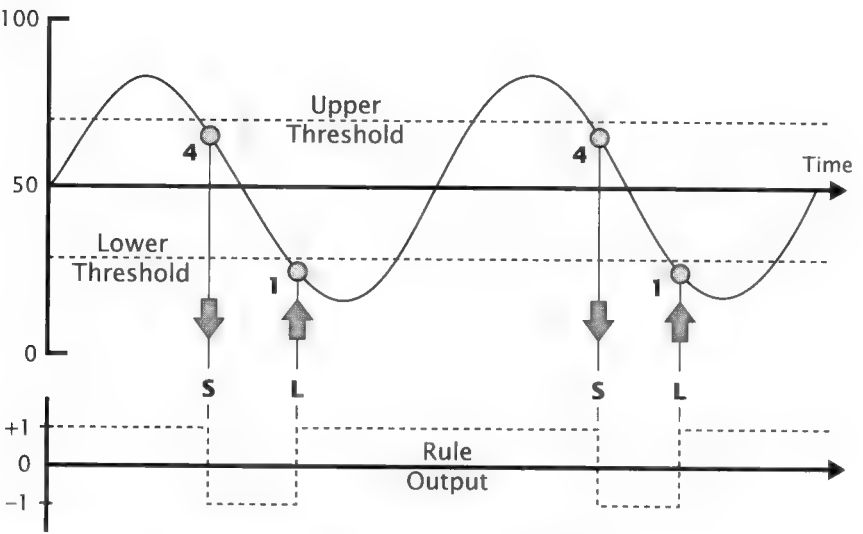 100
Upper
Threshold
4
4
Time
50
Lower
Threshold
1
1
0
S
L
S
L
+1
Rule
0
Output
−1